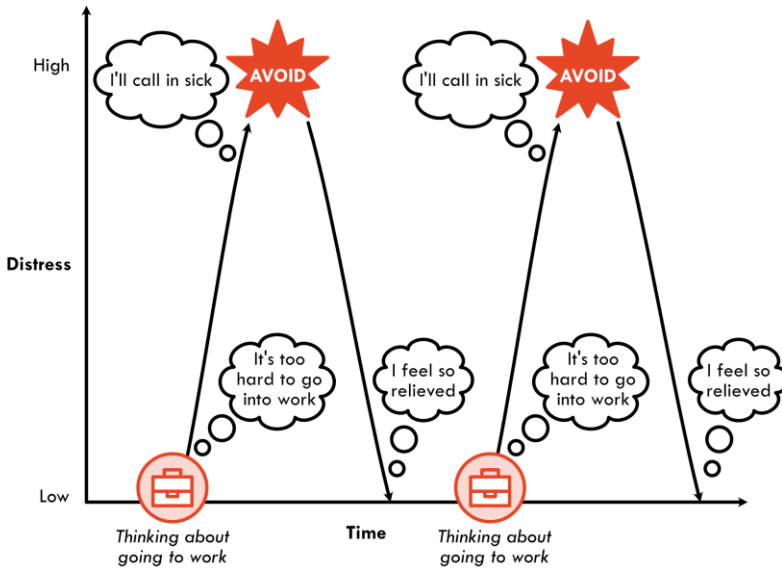 High
I'll call in sick
AVOID
I'll call in sick
AVOID
Distress
It's too
hard to go
into work
I feel so
relieved
It's too
hard to go
into work
I feel so
relieved
Low
Thinking about
going to work
Time
Thinking about
going to work